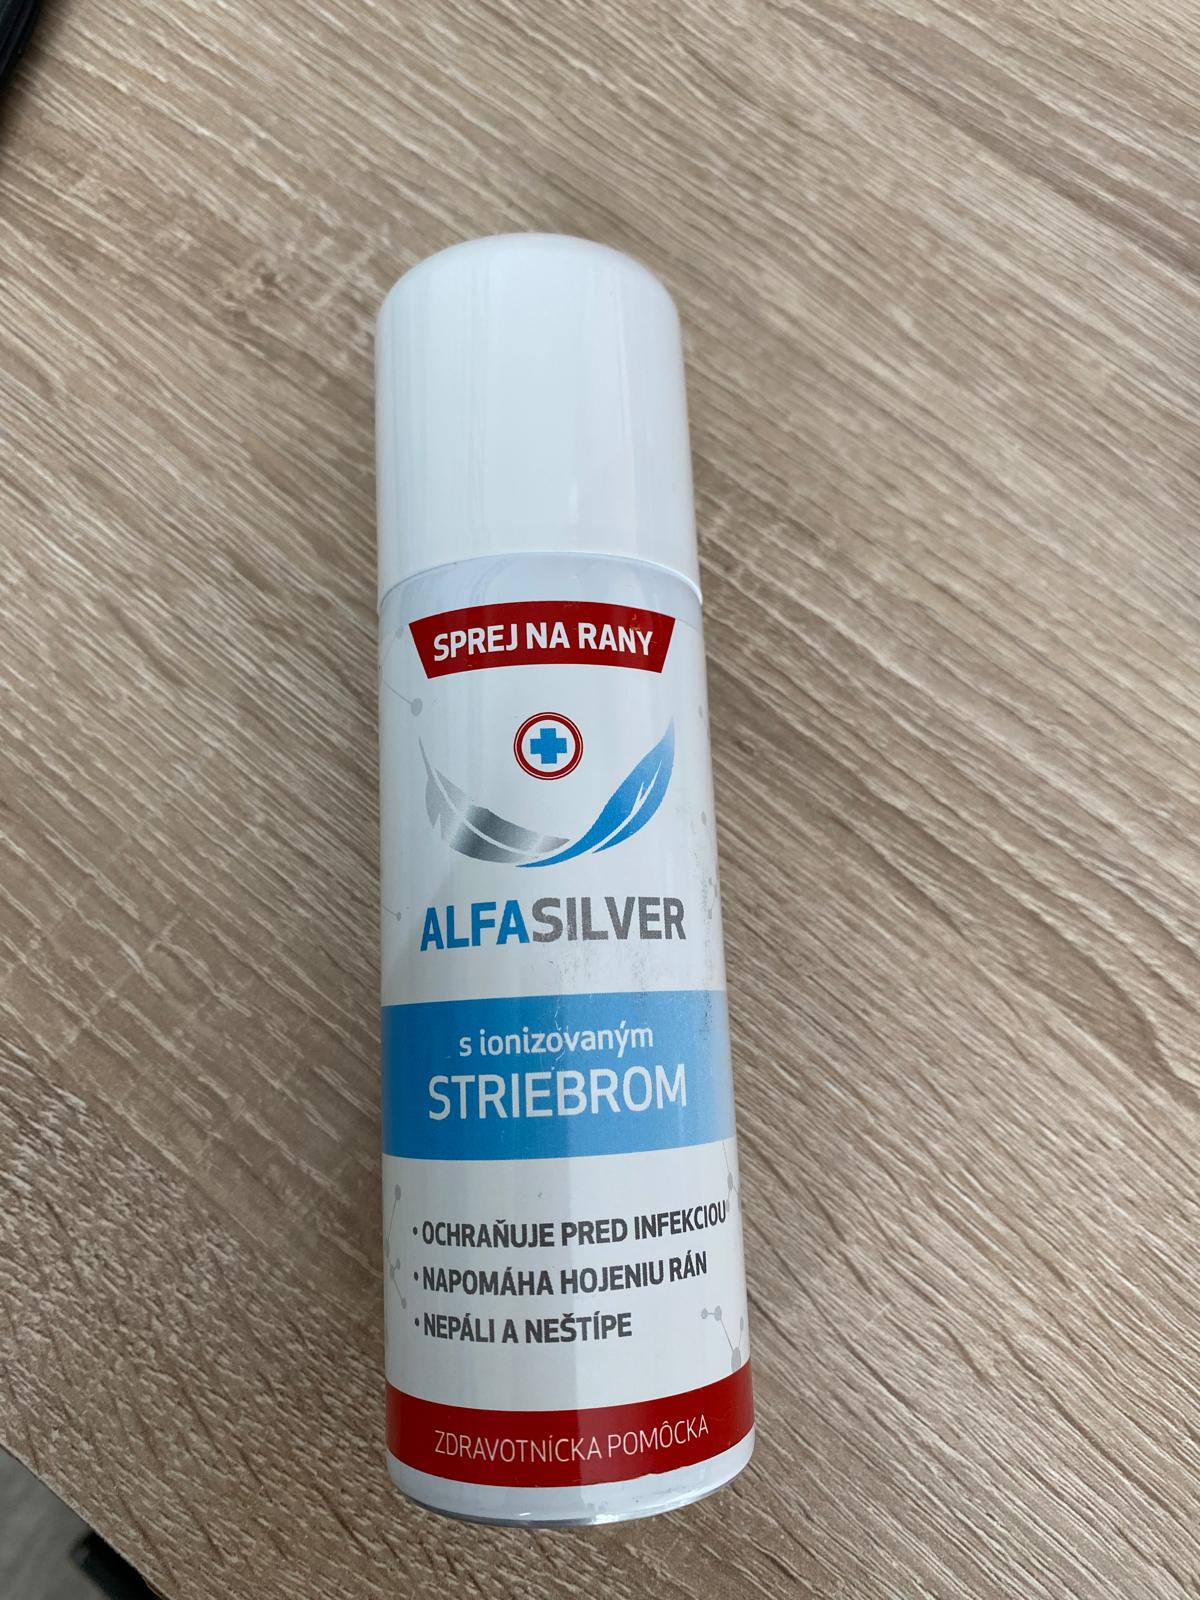 SPREJ NA RANY
ALFASILVER
s ionizovaným
STRIEBROM
• OCHRAŇUJE PRED INFEKCIOU
• NAPOMÁHA HOJENIU RÁN
• NEPÁLI A NEŠTÍPE
ZDRAVOTNÍCKA POMÔCKA